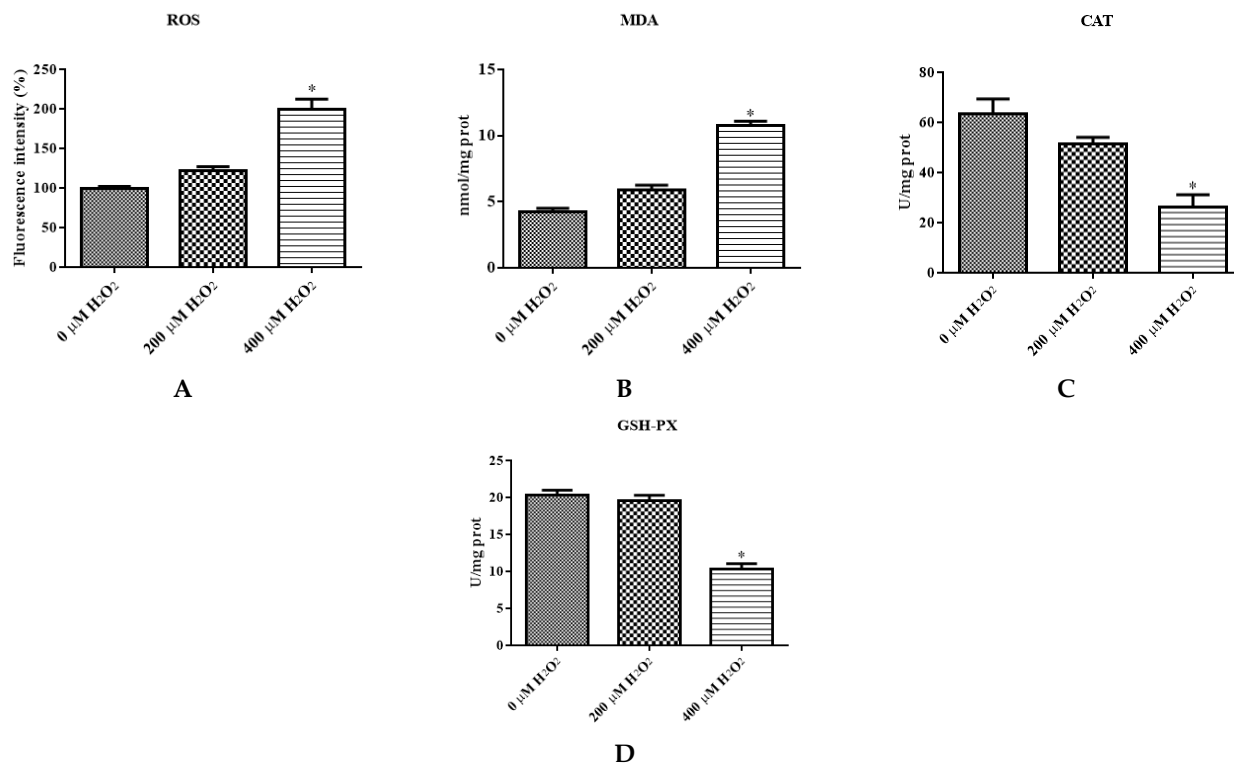 ROS
Fluorescence intensity (%)
250
200
150
100
50
0
*
0 μM H2O2
200 μM H2O2
400 μM H2O2
A
MDA
nmol/mg prot
15
10
5
0
*
0 μM H2O2
200 μM H2O2
400 μM H2O2
B
CAT
U/mg prot
80
60
40
20
0
*
0 μM H2O2
200 μM H2O2
400 μM H2O2
C
GSH-PX
U/mg prot
25
20
15
10
5
0
*
0 μM H2O2
200 μM H2O2
400 μM H2O2
D